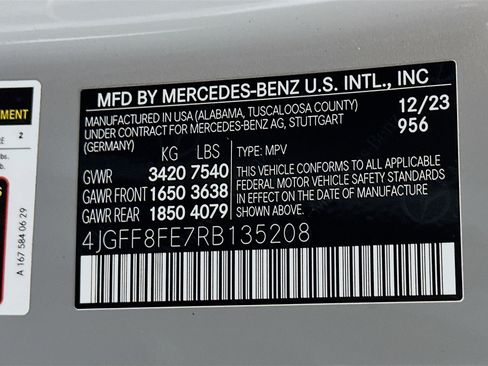 MFD BY MERCEDES-BENZ U.S. INTL., INC
MANUFACTURED IN USA (ALABAMA, TUSCALOOSA COUNTY)
UNDER CONTRACT FOR MERCEDES-BENZ AG, STUTTGART
(GERMANY)
12/23
956
KG LBS
GVWR 3420 7540
GAWR FRONT 1650 3638
GAWR REAR 1850 4079
TYPE: MPV
THIS VEHICLE CONFORMS TO ALL APPLICABLE
FEDERAL MOTOR VEHICLE SAFETY STANDARDS
IN EFFECT ON THE DATE OF MANUFACTURE
SHOWN ABOVE.
4JGFF8FE7RB135208
A 167 584 06 29
2